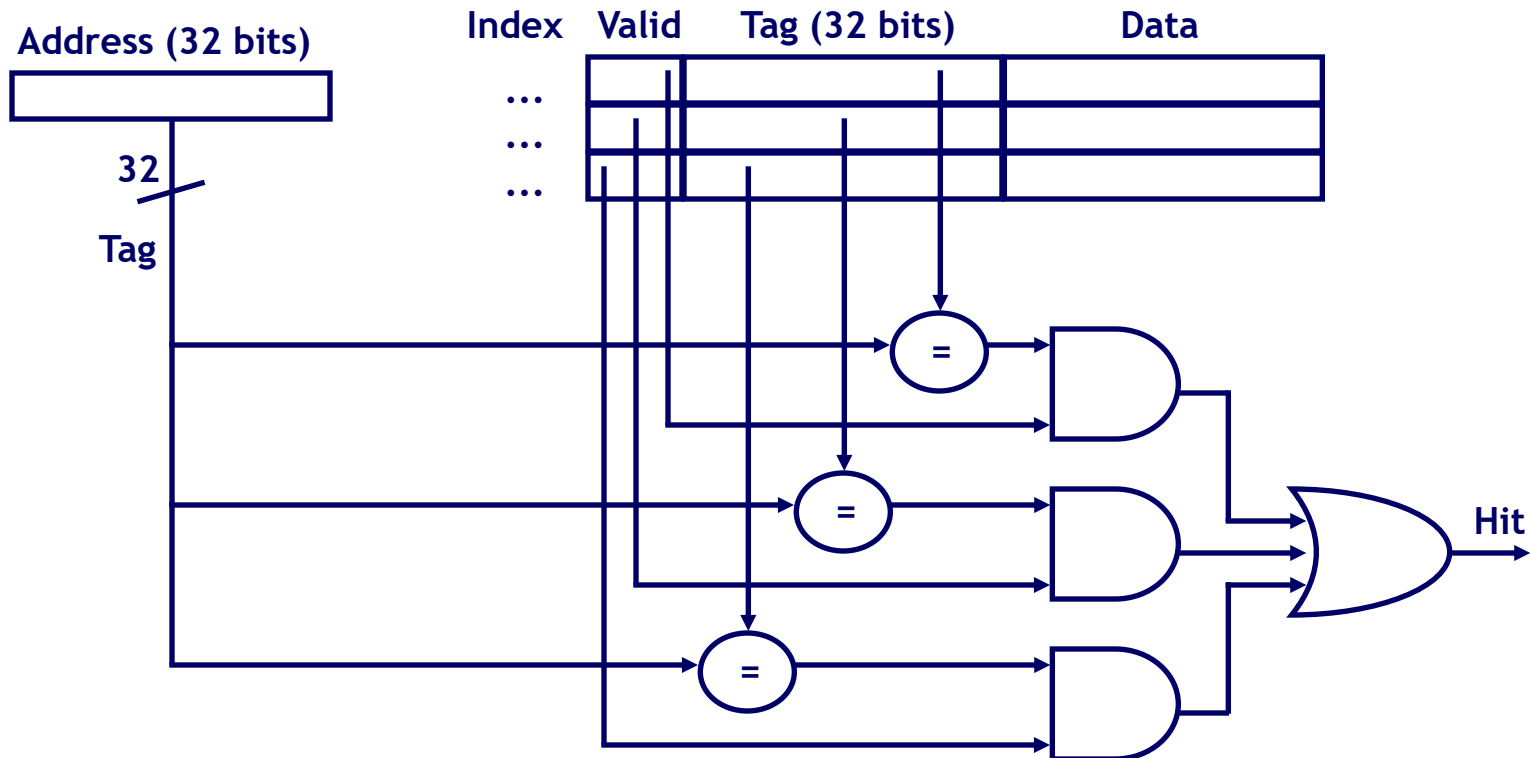 Address (32 bits)
Index Valid Tag (32 bits) Data
...
...
...
32
Tag
=
=
=
Hit